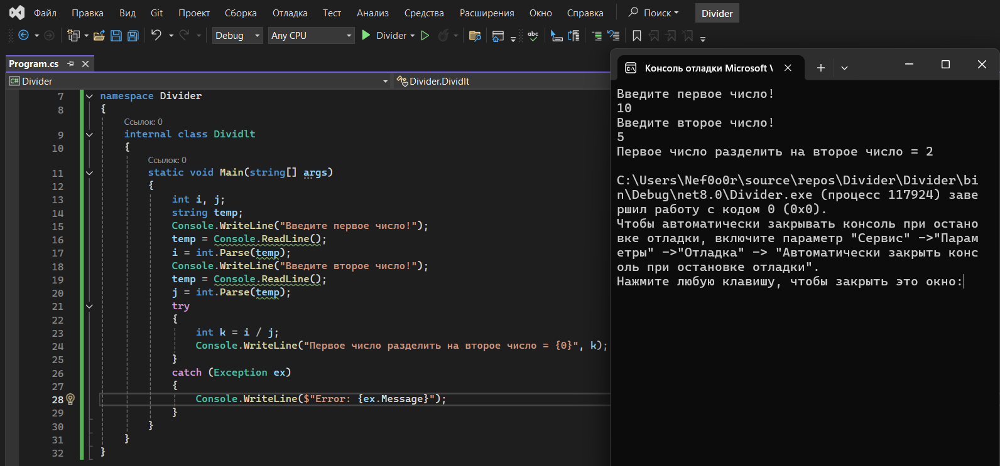 Файл Правка Вид Git Проект Сборка Отладка Тест Анализ Средства Расширения Окно Справка Поиск Divider
Debug Any CPU Divider abc
Program.cs
C# Divider Divider.Dividlt
7 namespace Divider
8 {
Ссылок: 0
9 internal class Dividlt
10 {
Ссылок: 0
11 static void Main(string[] args)
12 {
13 int i, j;
14 string temp;
15 Console.WriteLine("Введите первое число!");
16 temp = Console.ReadLine();
17 i = int.Parse(temp);
18 Console.WriteLine("Введите второе число!");
19 temp = Console.ReadLine();
20 j = int.Parse(temp);
21 try
22 {
23 int k = i / j;
24 Console.WriteLine("Первое число разделить на второе число = {0}", k);
25 }
26 catch (Exception ex)
27 {
28 Console.WriteLine($"Error: {ex.Message}");
29 }
30 }
31 }
32 }
Консоль отладки Microsoft V
Введите первое число!
10
Введите второе число!
5
Первое число разделить на второе число = 2
C:\Users\Nef0o0r\source\repos\Divider\Divider\bi
n\Debug\net8.0\Divider.exe (процесс 117924) заве
ршил работу с кодом 0 (0x0).
Чтобы автоматически закрывать консоль при остано
вке отладки, включите параметр "Сервис" ->"Парам
етры" ->"Отладка" -> "Автоматически закрыть конс
оль при остановке отладки".
Нажмите любую клавишу, чтобы закрыть это окно: